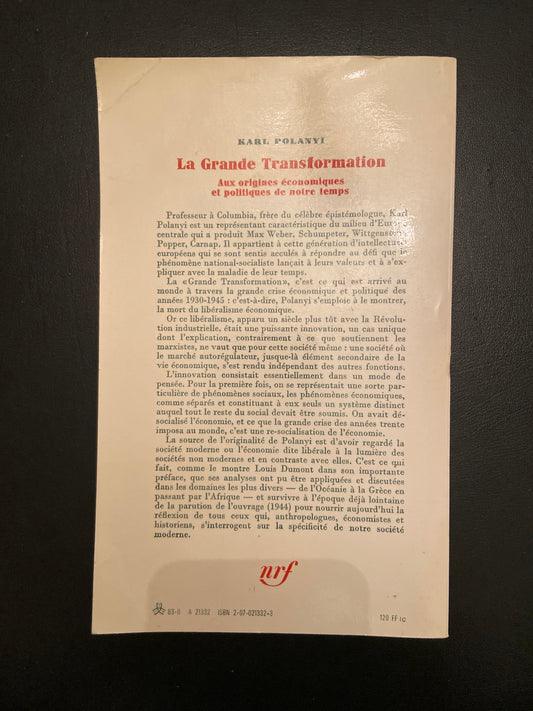 KARL POLANYI
La Grande Transformation
Aux origines économiques
et politiques de notre temps
Professeur à Columbia, frère du célèbre épistémologue, Karl
Polanyi est un représentant caractéristique du milieu d'Europe
centrale qui a produit Max Weber, Schumpeter, Wittgenstein,
Popper, Carnap. Il appartient à cette génération d'intellectuels
européens qui se sont sentis acculés à répondre au défi que le
phénomène national-socialiste lançait à leurs valeurs et à s'ex-
pliquer avec la maladie de leur temps.
La «Grande Transformation», c'est ce qui est arrivé au
monde à travers la grande crise économique et politique des
années 1930-1945 : c'est-à-dire, Polanyi s'emploie à le montrer,
la mort du libéralisme économique.
Or ce libéralisme, apparu un siècle plus tôt avec la Révolu-
tion industrielle, était une puissante innovation, un cas unique
dont l'explication, contrairement à ce que soutiennent les
marxistes, ne vaut que pour cette société même : une société où
le marché autorégulateur, jusque-là élément secondaire de la
vie économique, s'est rendu indépendant des autres fonctions.
L'innovation consistait essentiellement dans un mode de
pensée. Pour la première fois, on se représentait une sorte parti-
culière de phénomènes sociaux, les phénomènes économiques,
comme séparés et constituant à eux seuls un système distinct
auquel tout le reste du social devait être soumis. On avait dé-
socialisé l'économie, et ce que la grande crise des années trente
imposa au monde, c'est une re-socialisation de l'économie.
La source de l'originalité de Polanyi est d'avoir regardé la
société moderne ou l'économie dite libérale à la lumière des
sociétés non modernes et en contraste avec elles. C'est ce qui
fait, comme le montre Louis Dumont dans son importante
préface, que ses analyses ont pu être appliquées et discutées
dans les domaines les plus divers — de l'Océanie à la Grèce en
passant par l'Afrique — et survivre à l'époque déjà lointaine
de la parution de l'ouvrage (1944) pour nourrir aujourd'hui la
réflexion de tous ceux qui, anthropologues, économistes et
historiens, s'interrogent sur la spécificité de notre société
moderne.
nrf
83-II A 21332 ISBN 2-07-021332-3
120 FF tc